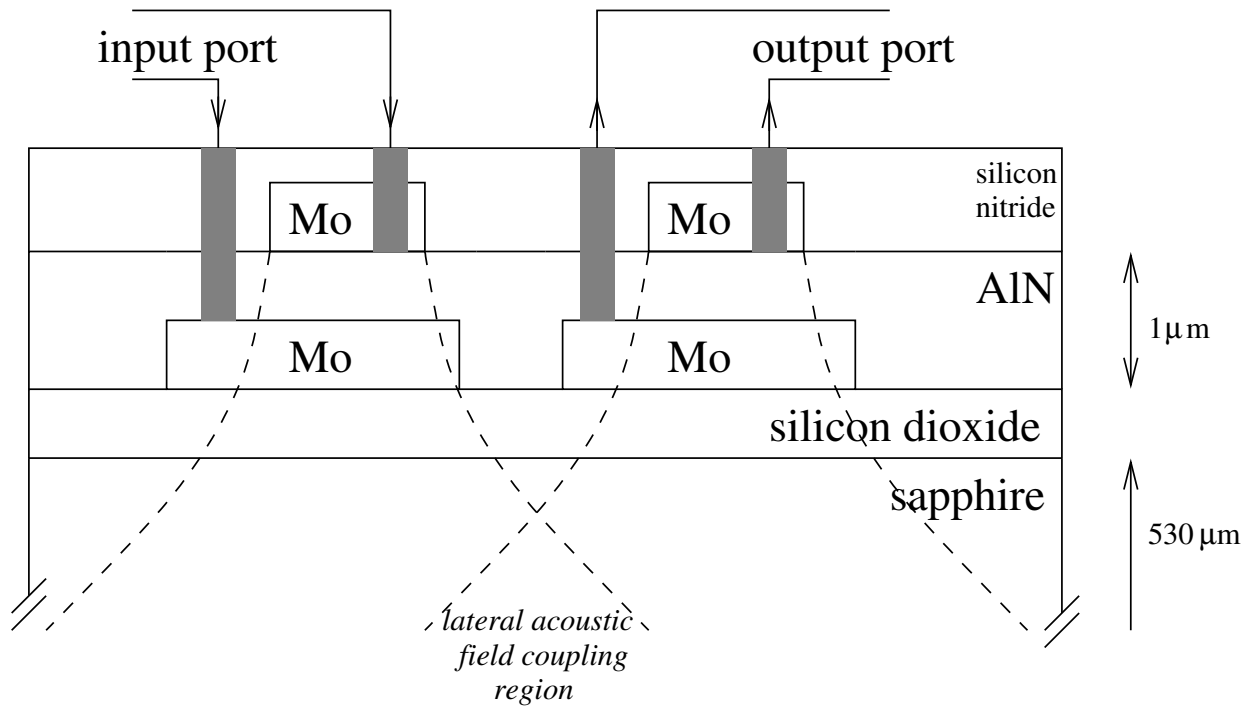 input port
output port
silicon
nitride
Mo
Mo
AlN
1μm
Mo
Mo
silicon dioxide
sapphire
530μm
lateral acoustic
field coupling
region